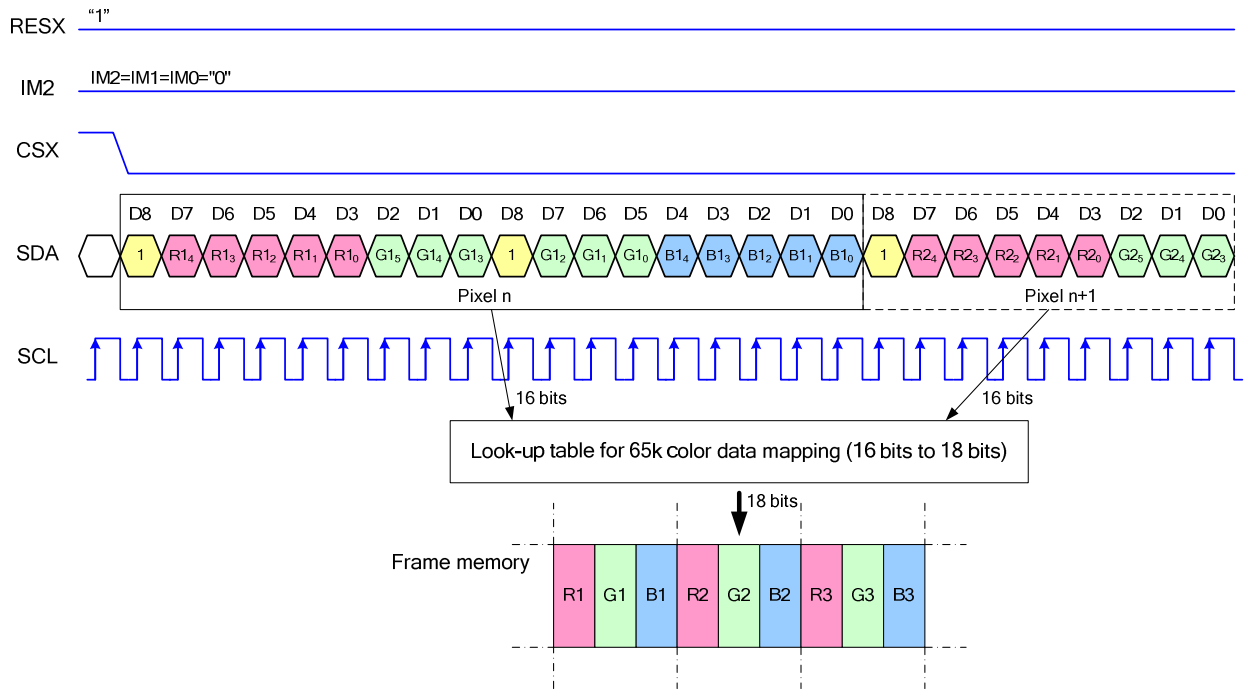 RESX "1"
IM2 IM2=IM1=IM0="0"
CSX
D8 D7 D6 D5 D4 D3 D2 D1 D0 D8 D7 D6 D5 D4 D3 D2 D1 D0 D8 D7 D6 D5 D4 D3 D2 D1 D0
SDA 1 R1₄ R1₃ R1₂ R1₁ R1₀ G1₅ G1₄ G1₃ 1 G1₂ G1₁ G1₀ B1₄ B1₃ B1₂ B1₁ B1₀ 1 R2₄ R2₃ R2₂ R2₁ R2₀ G2₅ G2₄ G2₃
Pixel n Pixel n+1
SCL
16 bits 16 bits
Look-up table for 65k color data mapping (16 bits to 18 bits)
18 bits
Frame memory
R1 G1 B1 R2 G2 B2 R3 G3 B3